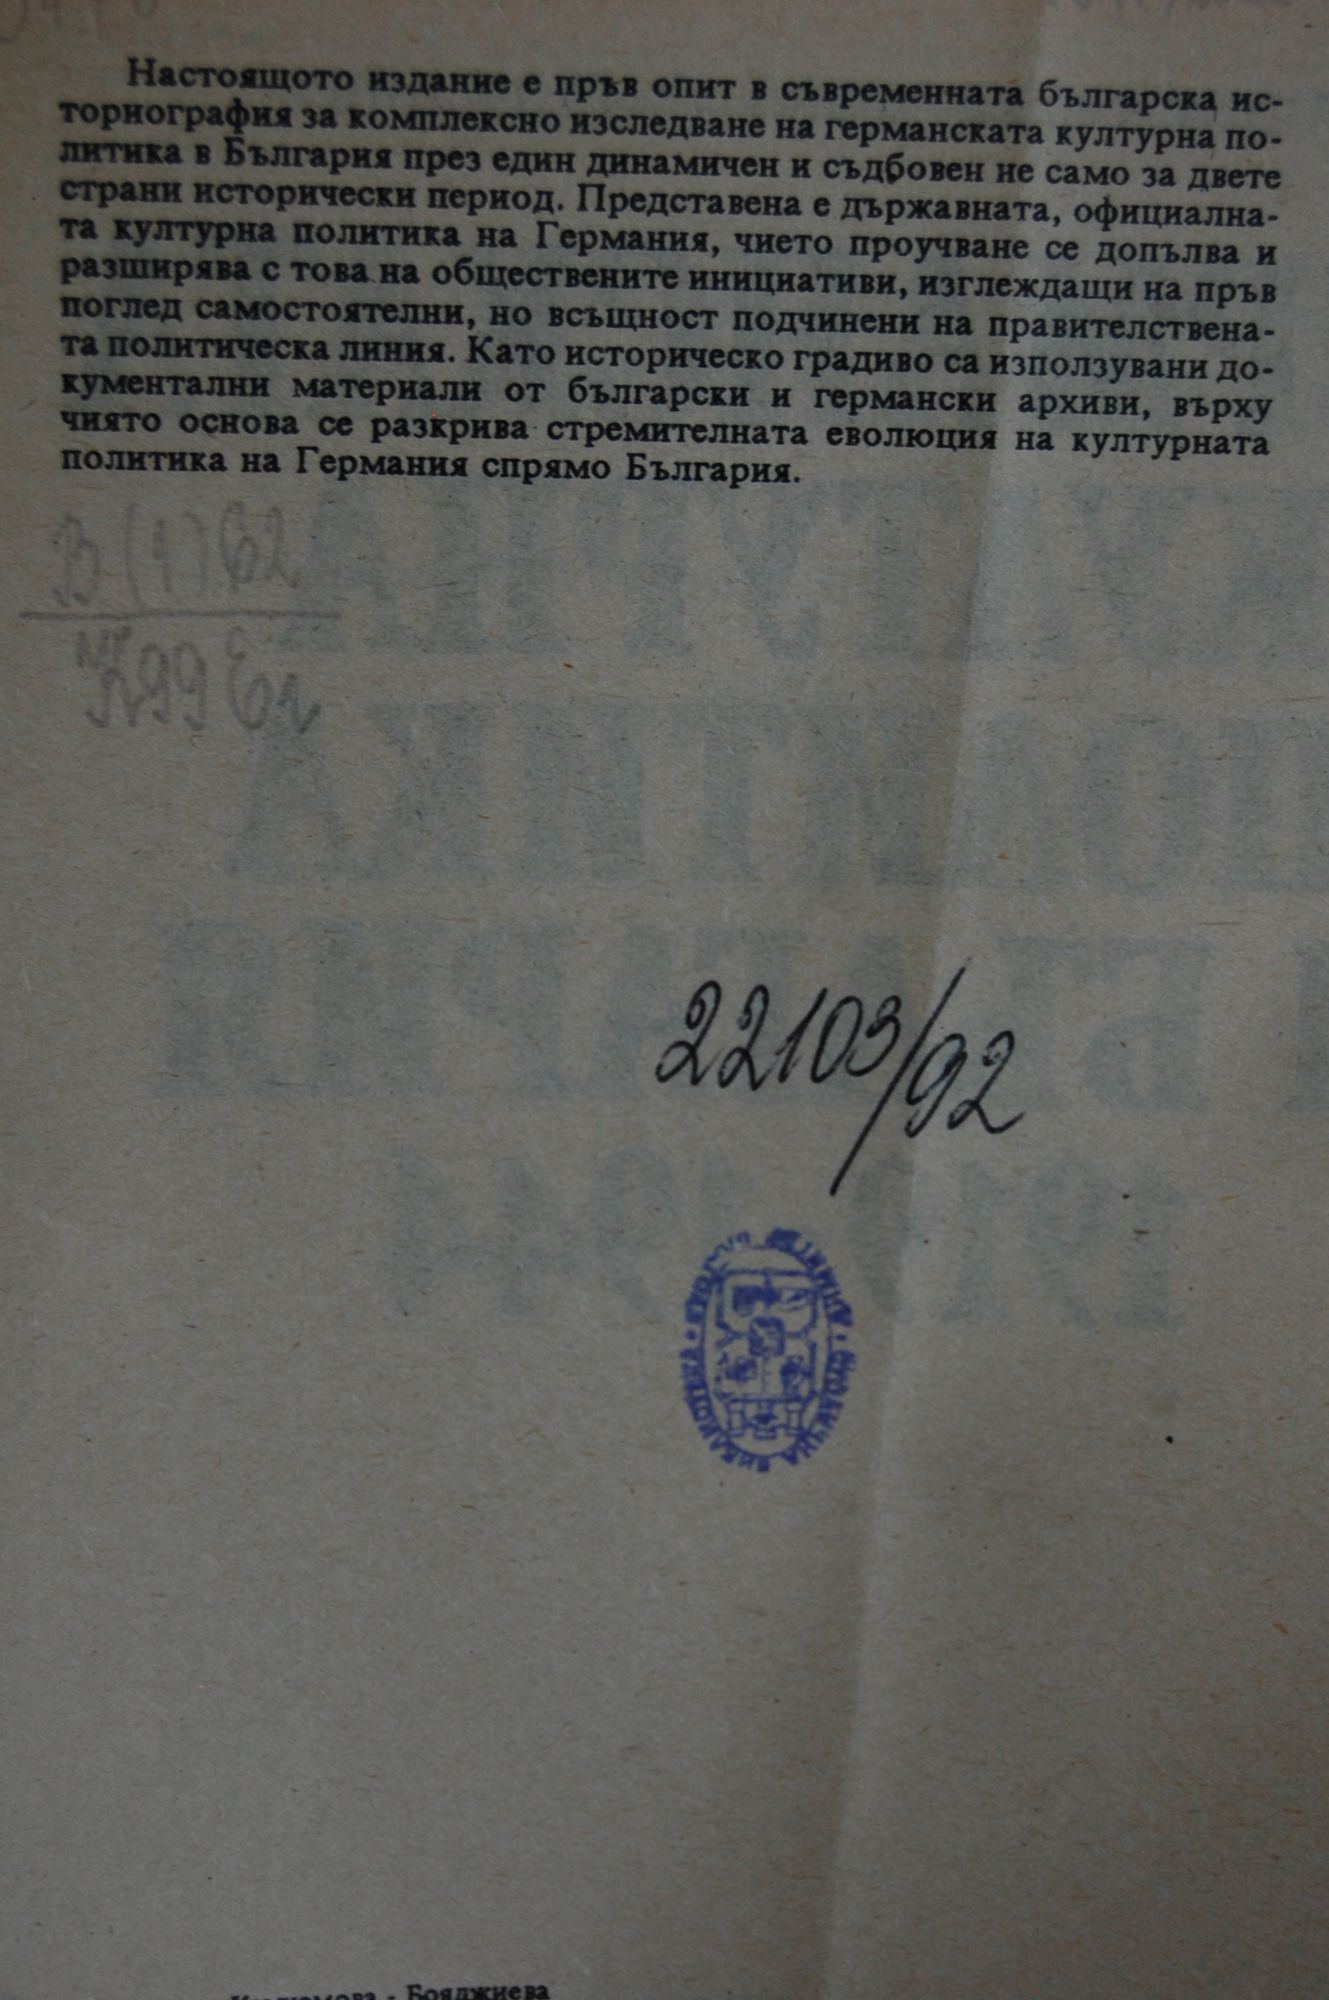 Настоящото издание е пръв опит в съвременната българска ис-
ториография за комплексно изследване на германската културна по-
литика в България през един динамичен и съдбовен не само за двете
страни исторически период. Представена е държавната, официална-
та културна политика на Германия, чието проучване се допълва и
разширява с това на обществените инициативи, изглеждащи на пръв
поглед самостоятелни, но всъщност подчинени на правителствена-
та политическа линия. Като историческо градиво са използувани до-
кументални материали от български и германски архиви, върху
чиято основа се разкрива стремителната еволюция на културната
политика на Германия спрямо България.
22103/92
СТОЛИЧНА БИБЛИОТЕКА
Бояджиева